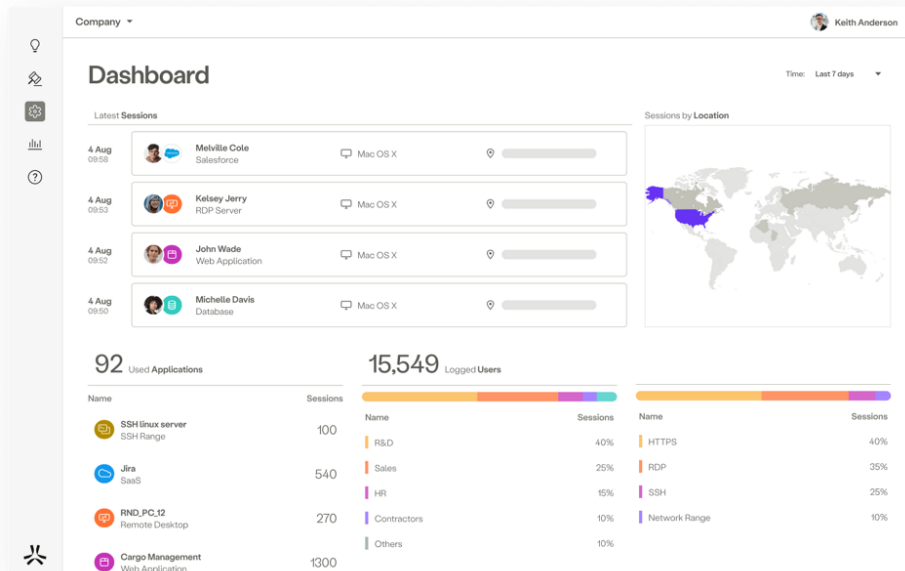 Company
Keith Anderson
Dashboard
Time: Last 7 days
Latest Sessions
Sessions by Location
4 Aug
09:58
Melville Cole
Salesforce
Mac OS X
4 Aug
09:53
Kelsey Jerry
RDP Server
Mac OS X
4 Aug
09:52
John Wade
Web Application
Mac OS X
4 Aug
09:50
Michelle Davis
Database
Mac OS X
92 Used Applications
Name Sessions
SSH linux server
SSH Range
100
Jira
SaaS
540
RND_PC_12
Remote Desktop
270
Cargo Management
Web Application
1300
15,549 Logged Users
Name Sessions
R&D 40%
Sales 25%
HR 15%
Contractors 10%
Others 10%
Name Sessions
HTTPS 40%
RDP 35%
SSH 25%
Network Range 10%